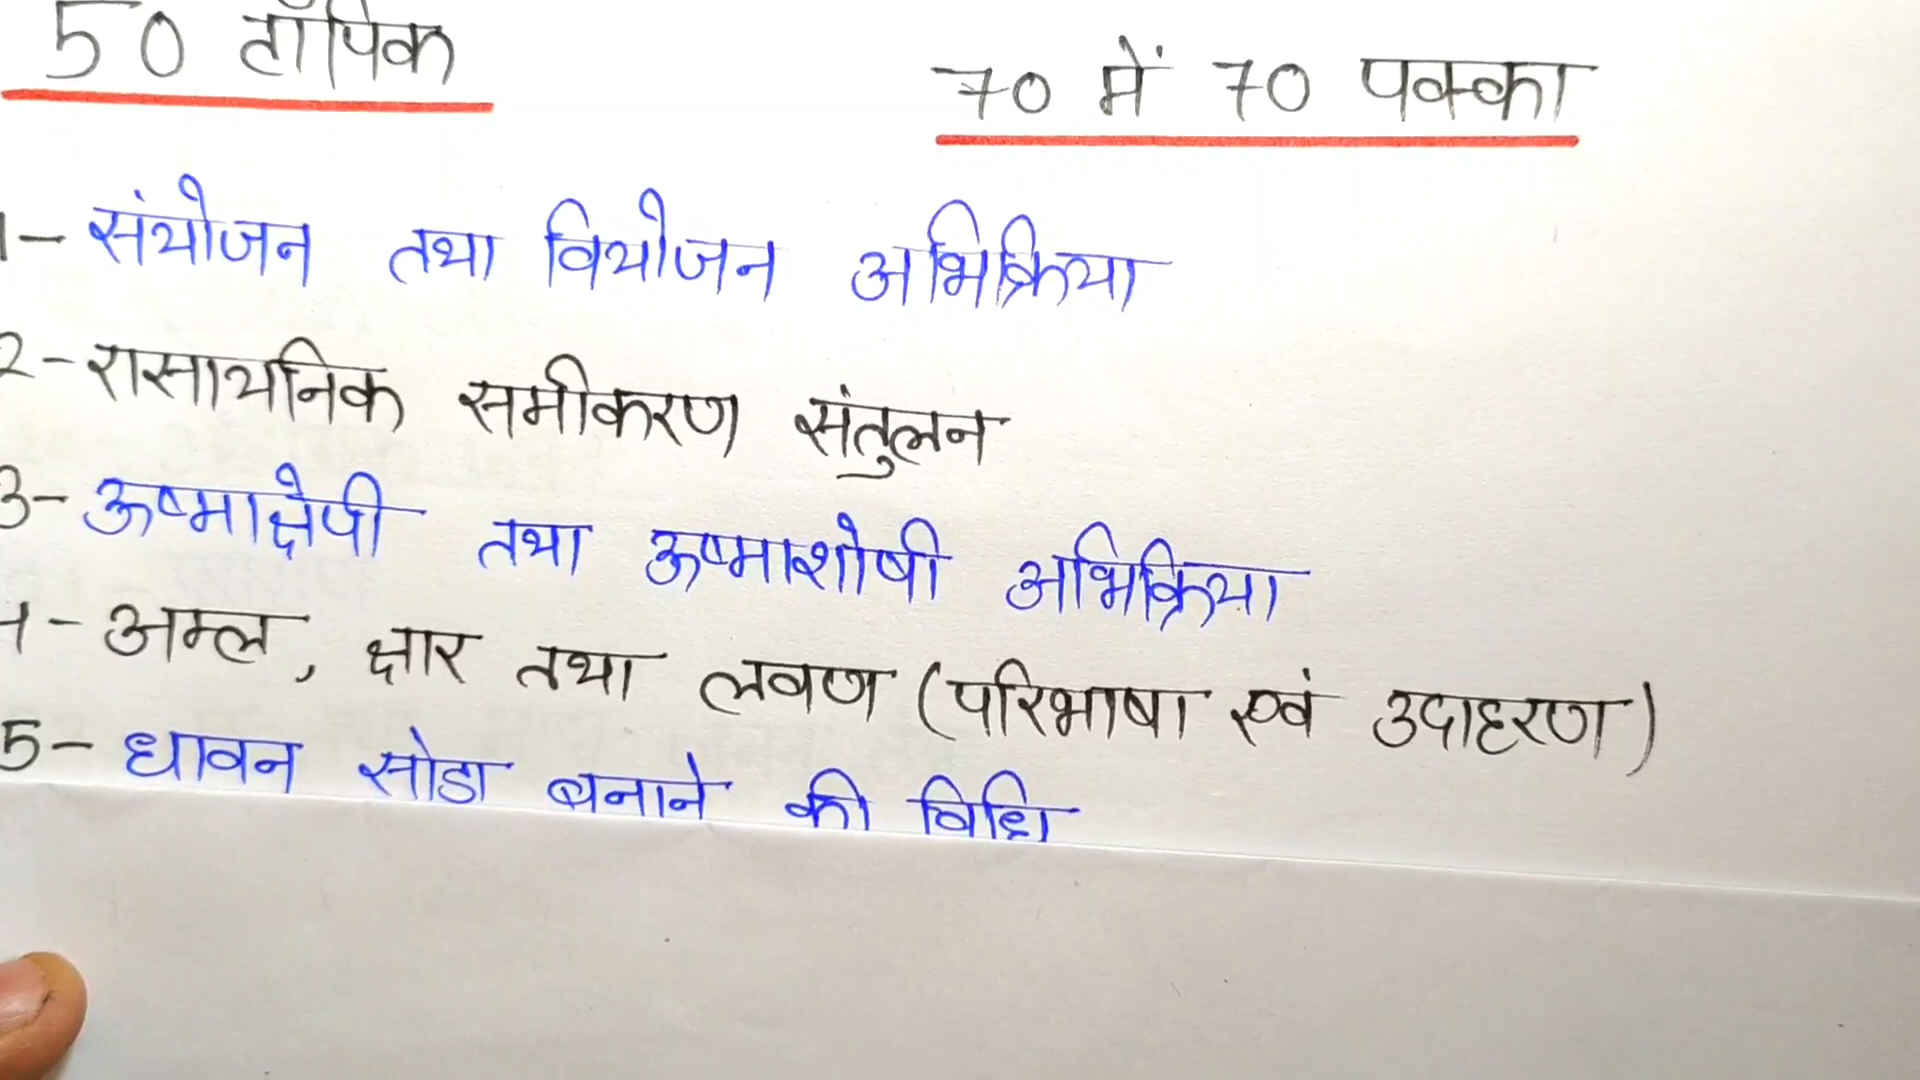 50 टॉपिक
70 में 70 पक्का
1- संयोजन तथा वियोजन अभिक्रिया
2- रासायनिक समीकरण संतुलन
3- ऊष्माक्षेपी तथा ऊष्माशोषी अभिक्रिया
4- अम्ल, क्षार तथा लवण (परिभाषा एवं उदाहरण)
5- धावन सोडा बनाने की विधि